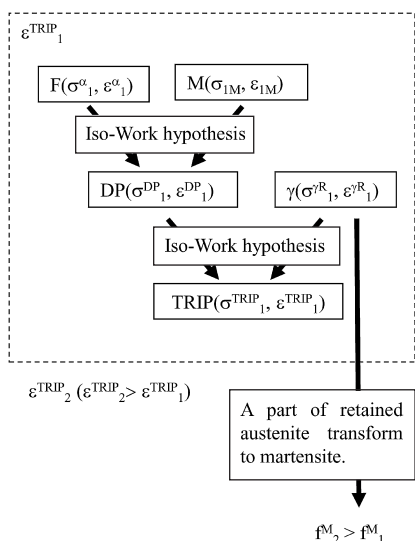 ε^TRIP_1
F(σ^α_1, ε^α_1) M(σ_1M, ε_1M)
Iso-Work hypothesis
DP(σ^DP_1, ε^DP_1) γ(σ^γR_1, ε^γR_1)
Iso-Work hypothesis
TRIP(σ^TRIP_1, ε^TRIP_1)
ε^TRIP_2 (ε^TRIP_2> ε^TRIP_1)
A part of retained
austenite transform
to martensite.
f^M_2 > f^M_1